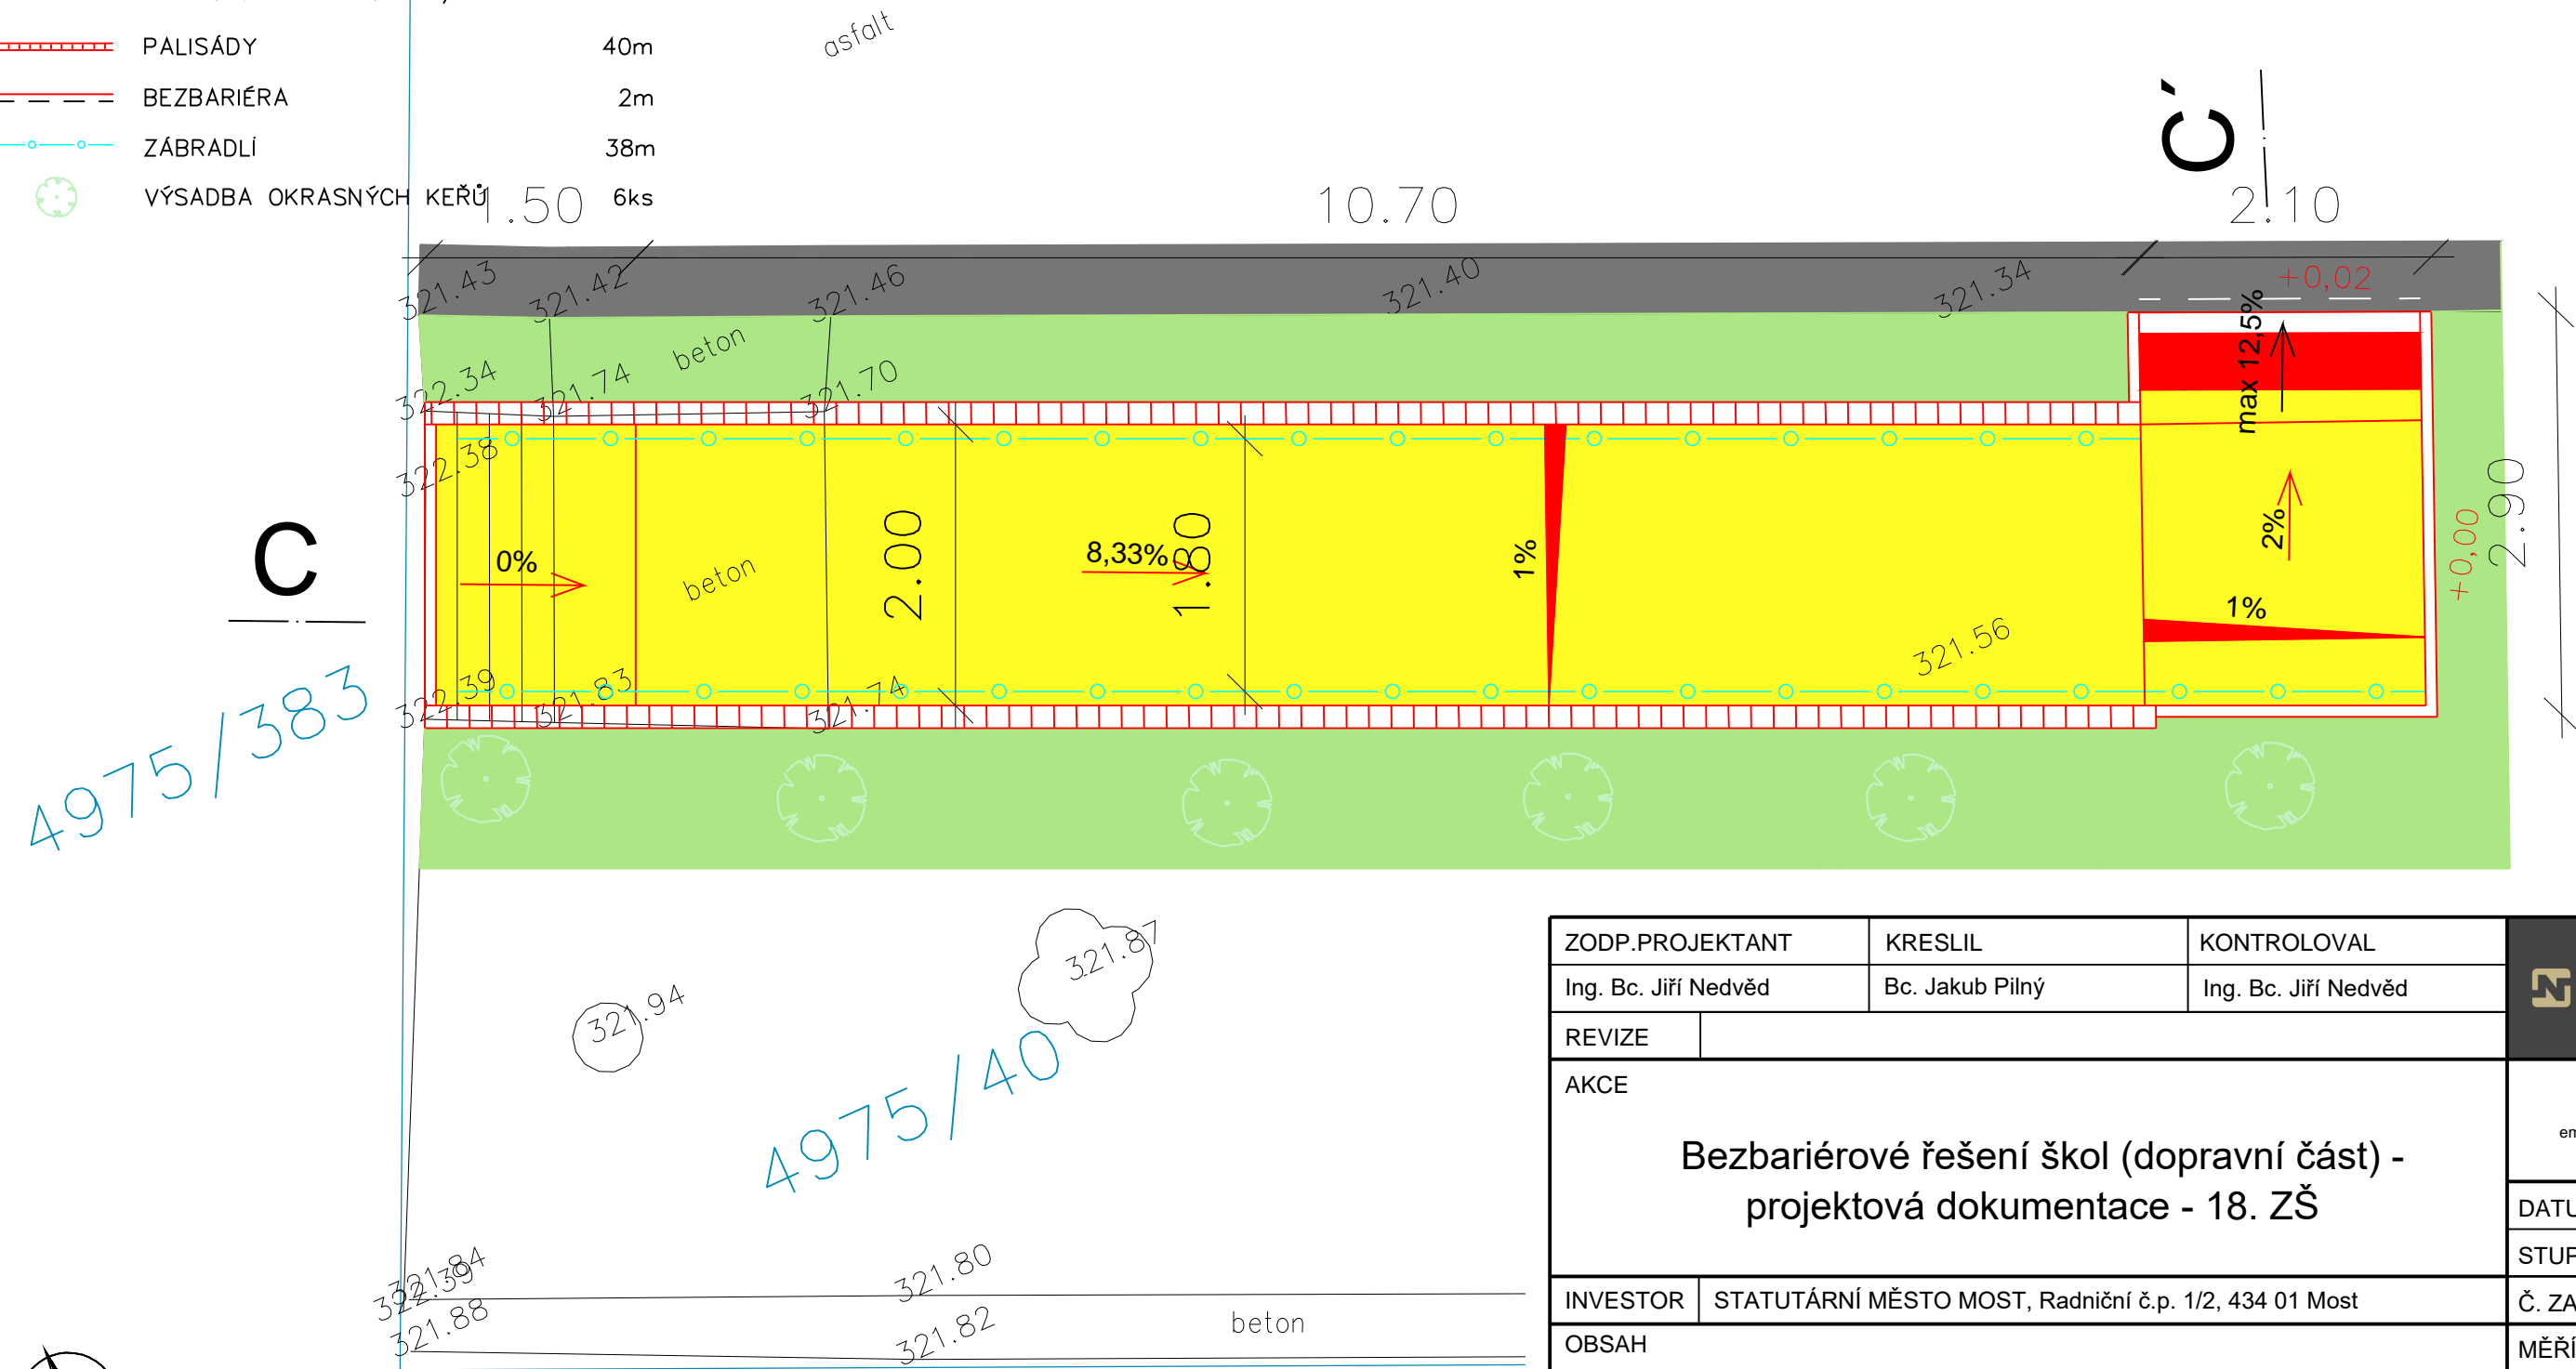 PALISÁDY 40m
BEZBARIÉRA 2m
ZÁBRADLÍ 38m
VÝSADBA OKRASNÝCH KEŘŮ 6ks
asfalt
C´
1.50 10.70 2.10
321.43 321.42 321.46 321.40 321.34 +0,02
beton
max 12,5%
322.34 321.74 321.70
322.38
C
0%
beton
2.00
8,33%
1.80
1%
2%
1%
+0,00
2.90
321.56
322.39 321.83 321.74
4975/383
321.87
321.94
4975/40
321.84
322.39
321.88
321.80
321.82
beton
ZODP.PROJEKTANT KRESLIL KONTROLOVAL
Ing. Bc. Jiří Nedvěd Bc. Jakub Pilný Ing. Bc. Jiří Nedvěd
REVIZE
AKCE
Bezbariérové řešení škol (dopravní část) -
projektová dokumentace - 18. ZŠ
INVESTOR STATUTÁRNÍ MĚSTO MOST, Radniční č.p. 1/2, 434 01 Most
OBSAH
Č.